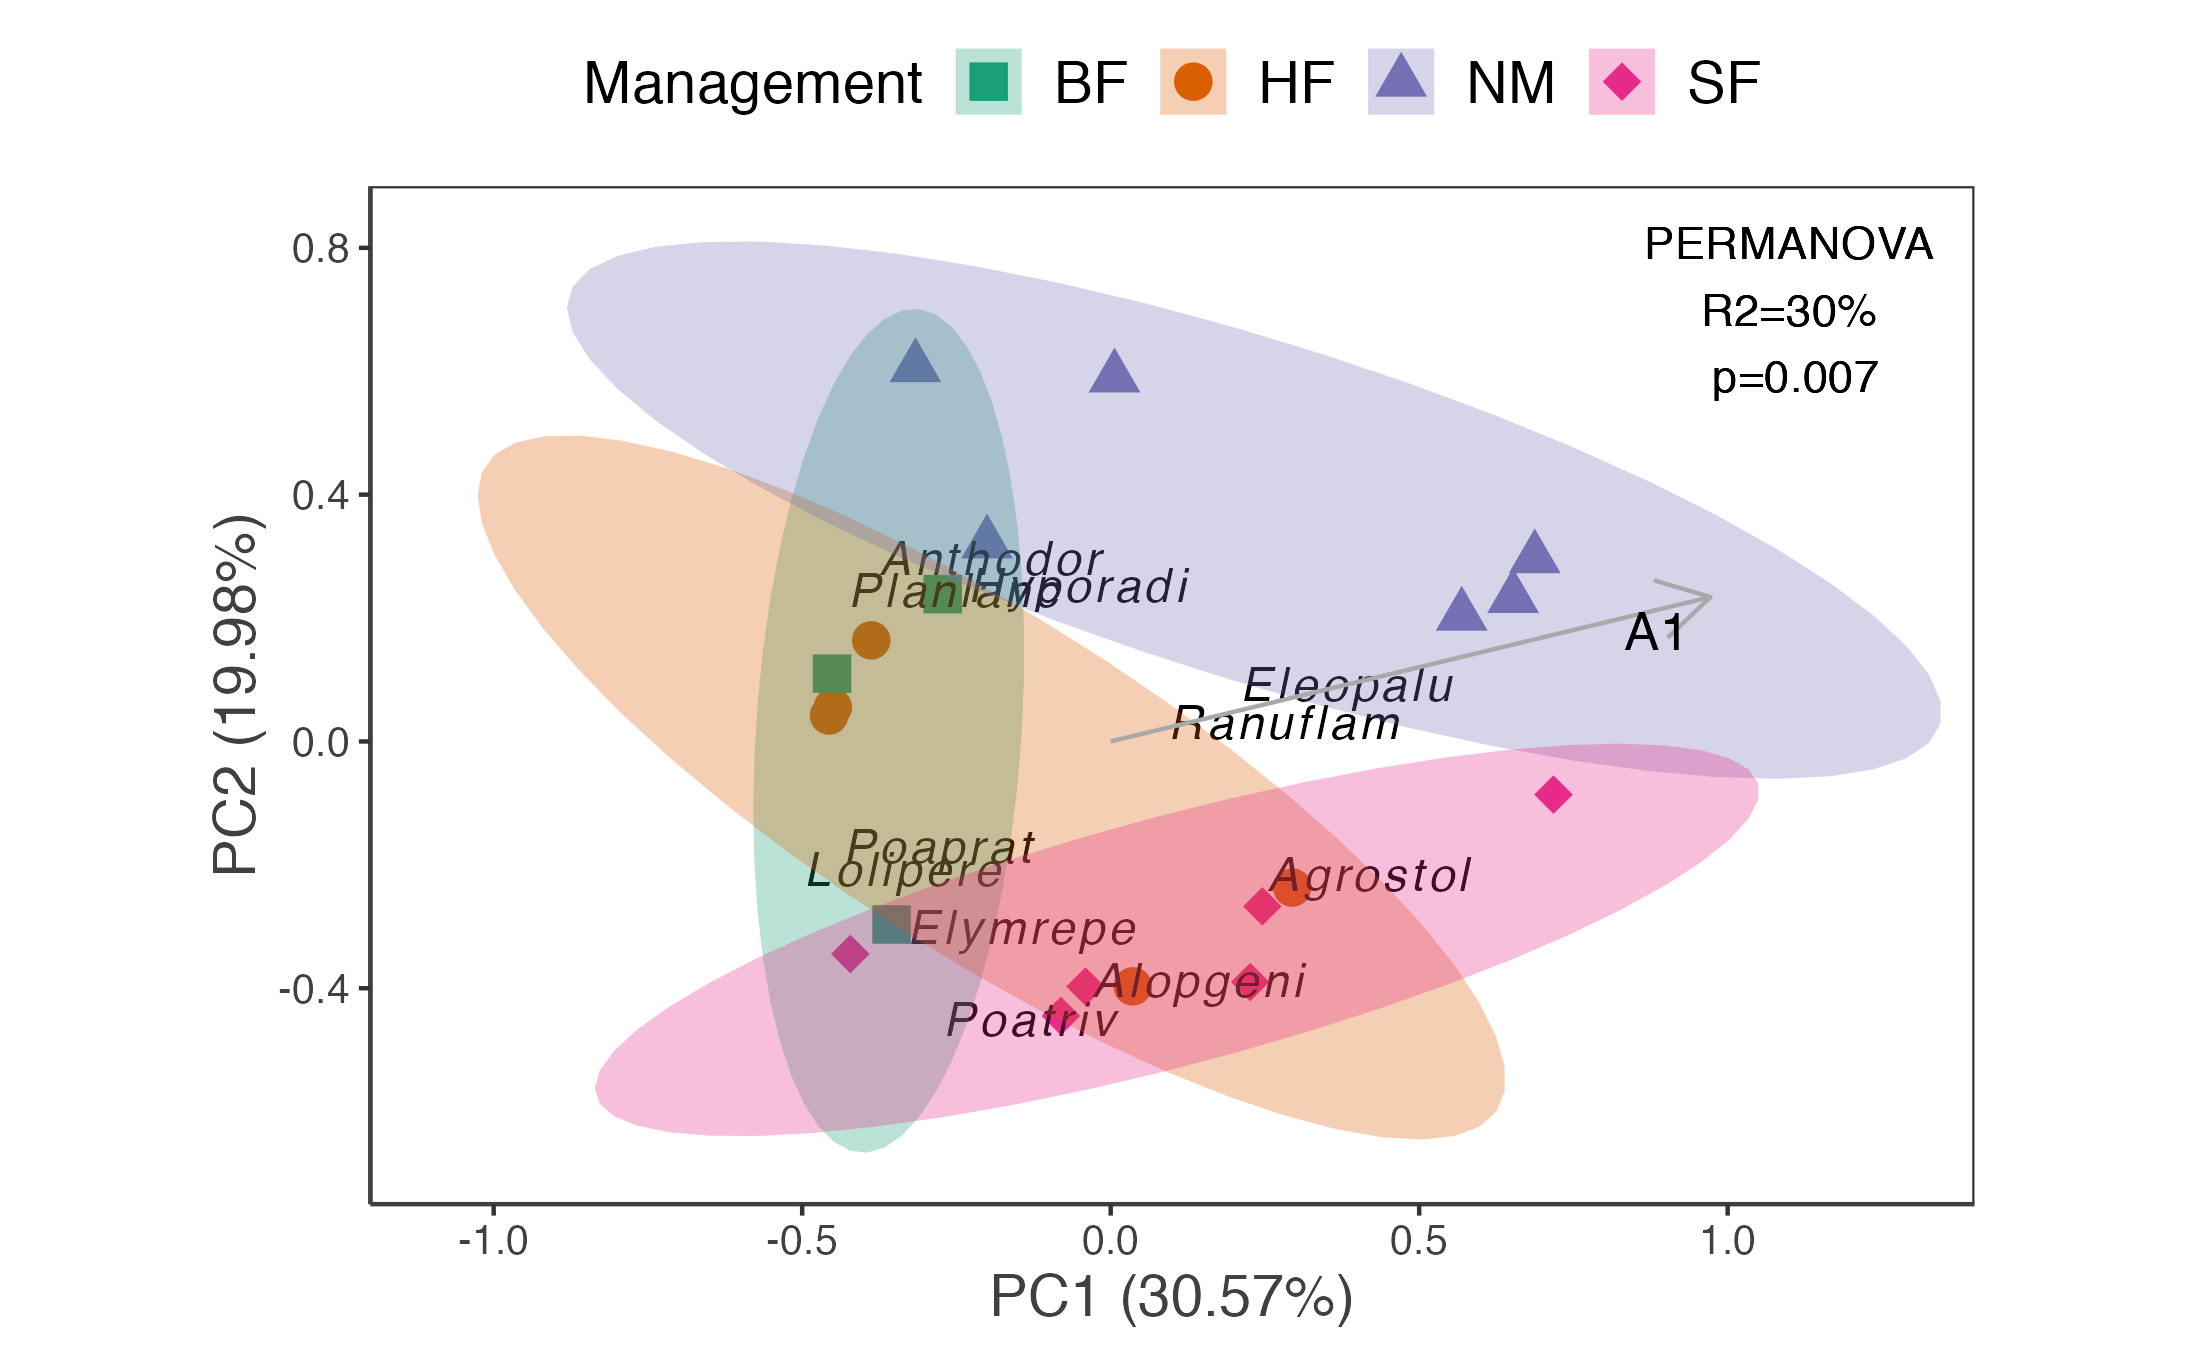 Management BF HF NM SF
PERMANOVA
R2=30%
p=0.007
0.8
0.4
0.0
-0.4
PC2 (19.98%)
Anthodor
Planlanc
Hyporadi
A1
Eleopalu
Ranuflam
Poaprat
Lolipere
Agrostol
Elymrepe
Alopgeni
Poatriv
-1.0 -0.5 0.0 0.5 1.0
PC1 (30.57%)